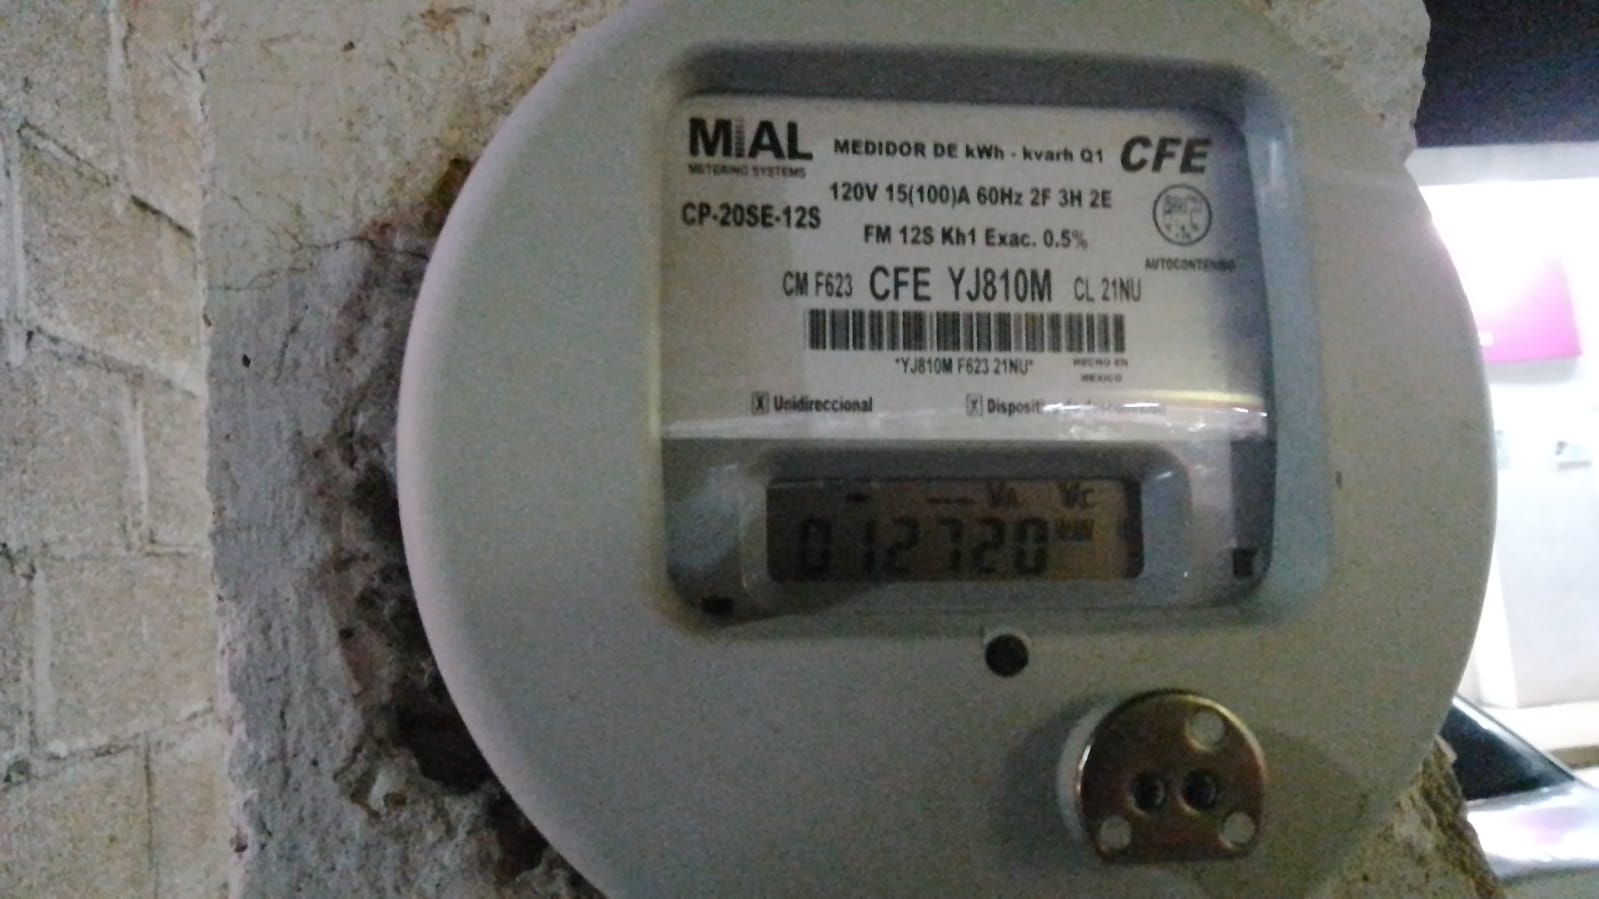 MIAL
METERING SYSTEMS
MEDIDOR DE kWh - kvarh Q1
CFE
120V 15(100)A 60Hz 2F 3H 2E
CP-20SE-12S
FM 12S Kh1 Exac. 0.5%
AUTOCONTENIDO
CM F623 CFE YJ810M CL 21NU
*YJ810M F623 21NU*
HECHO EN
MEXICO
X Unidireccional
X
VA VC
012720